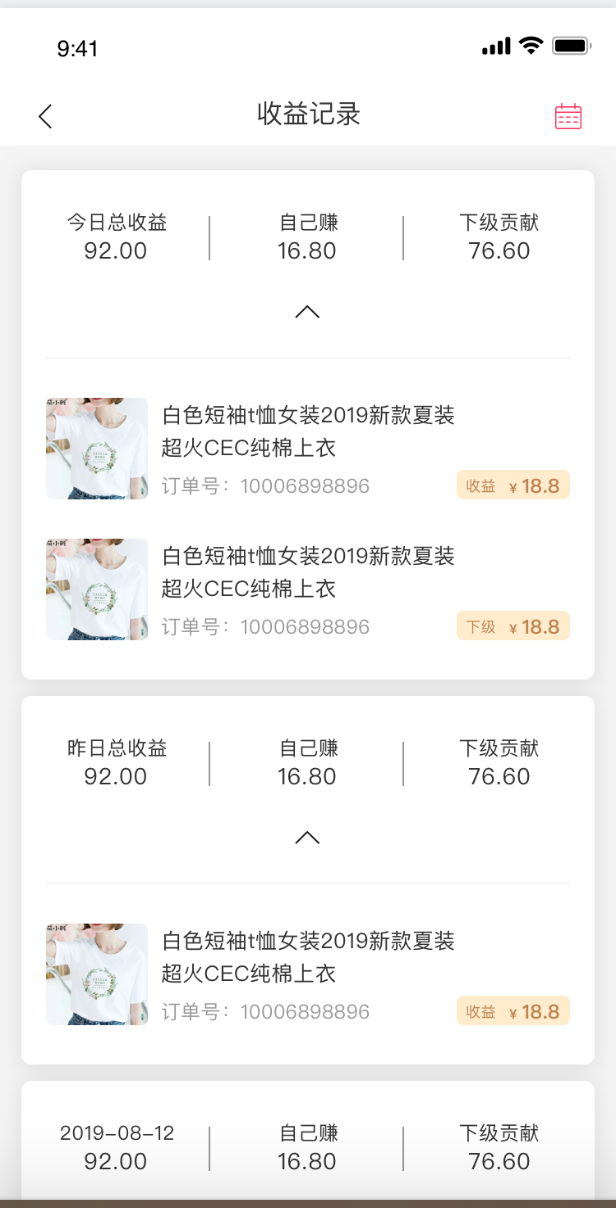 9:41
收益记录
今日总收益 自己赚 下级贡献
92.00 16.80 76.60
白色短袖t恤女装2019新款夏装
超火CEC纯棉上衣
订单号：10006898896 收益 ¥18.8
白色短袖t恤女装2019新款夏装
超火CEC纯棉上衣
订单号：10006898896 下级 ¥18.8
昨日总收益 自己赚 下级贡献
92.00 16.80 76.60
白色短袖t恤女装2019新款夏装
超火CEC纯棉上衣
订单号：10006898896 收益 ¥18.8
2019-08-12 自己赚 下级贡献
92.00 16.80 76.60